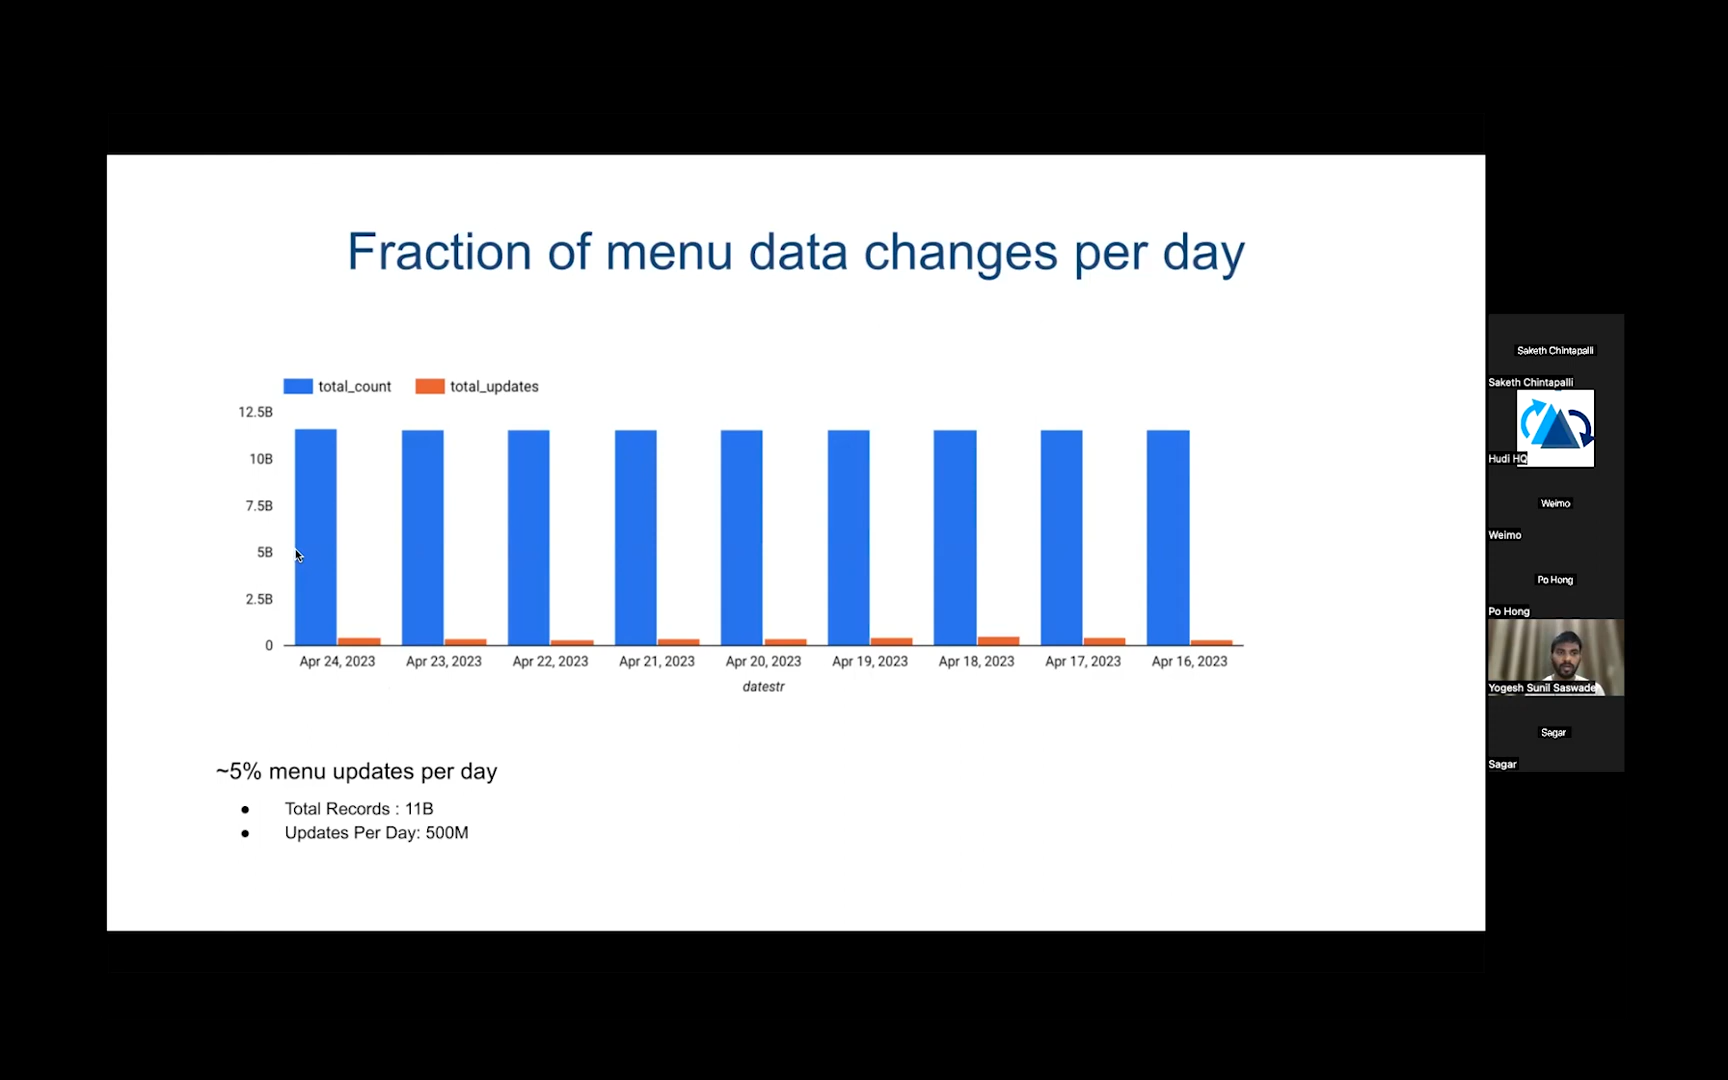 Fraction of menu data changes per day
total_count total_updates
12.5B
10B
7.5B
5B
2.5B
0
Apr 24, 2023 Apr 23, 2023 Apr 22, 2023 Apr 21, 2023 Apr 20, 2023 Apr 19, 2023 Apr 18, 2023 Apr 17, 2023 Apr 16, 2023
datestr
~5% menu updates per day
● Total Records : 11B
● Updates Per Day: 500M
Saketh Chintapalli
Saketh Chintapalli
Hudi HQ
Weimo
Weimo
Po Hong
Po Hong
Yogesh Sunil Saswade
Sagar
Sagar